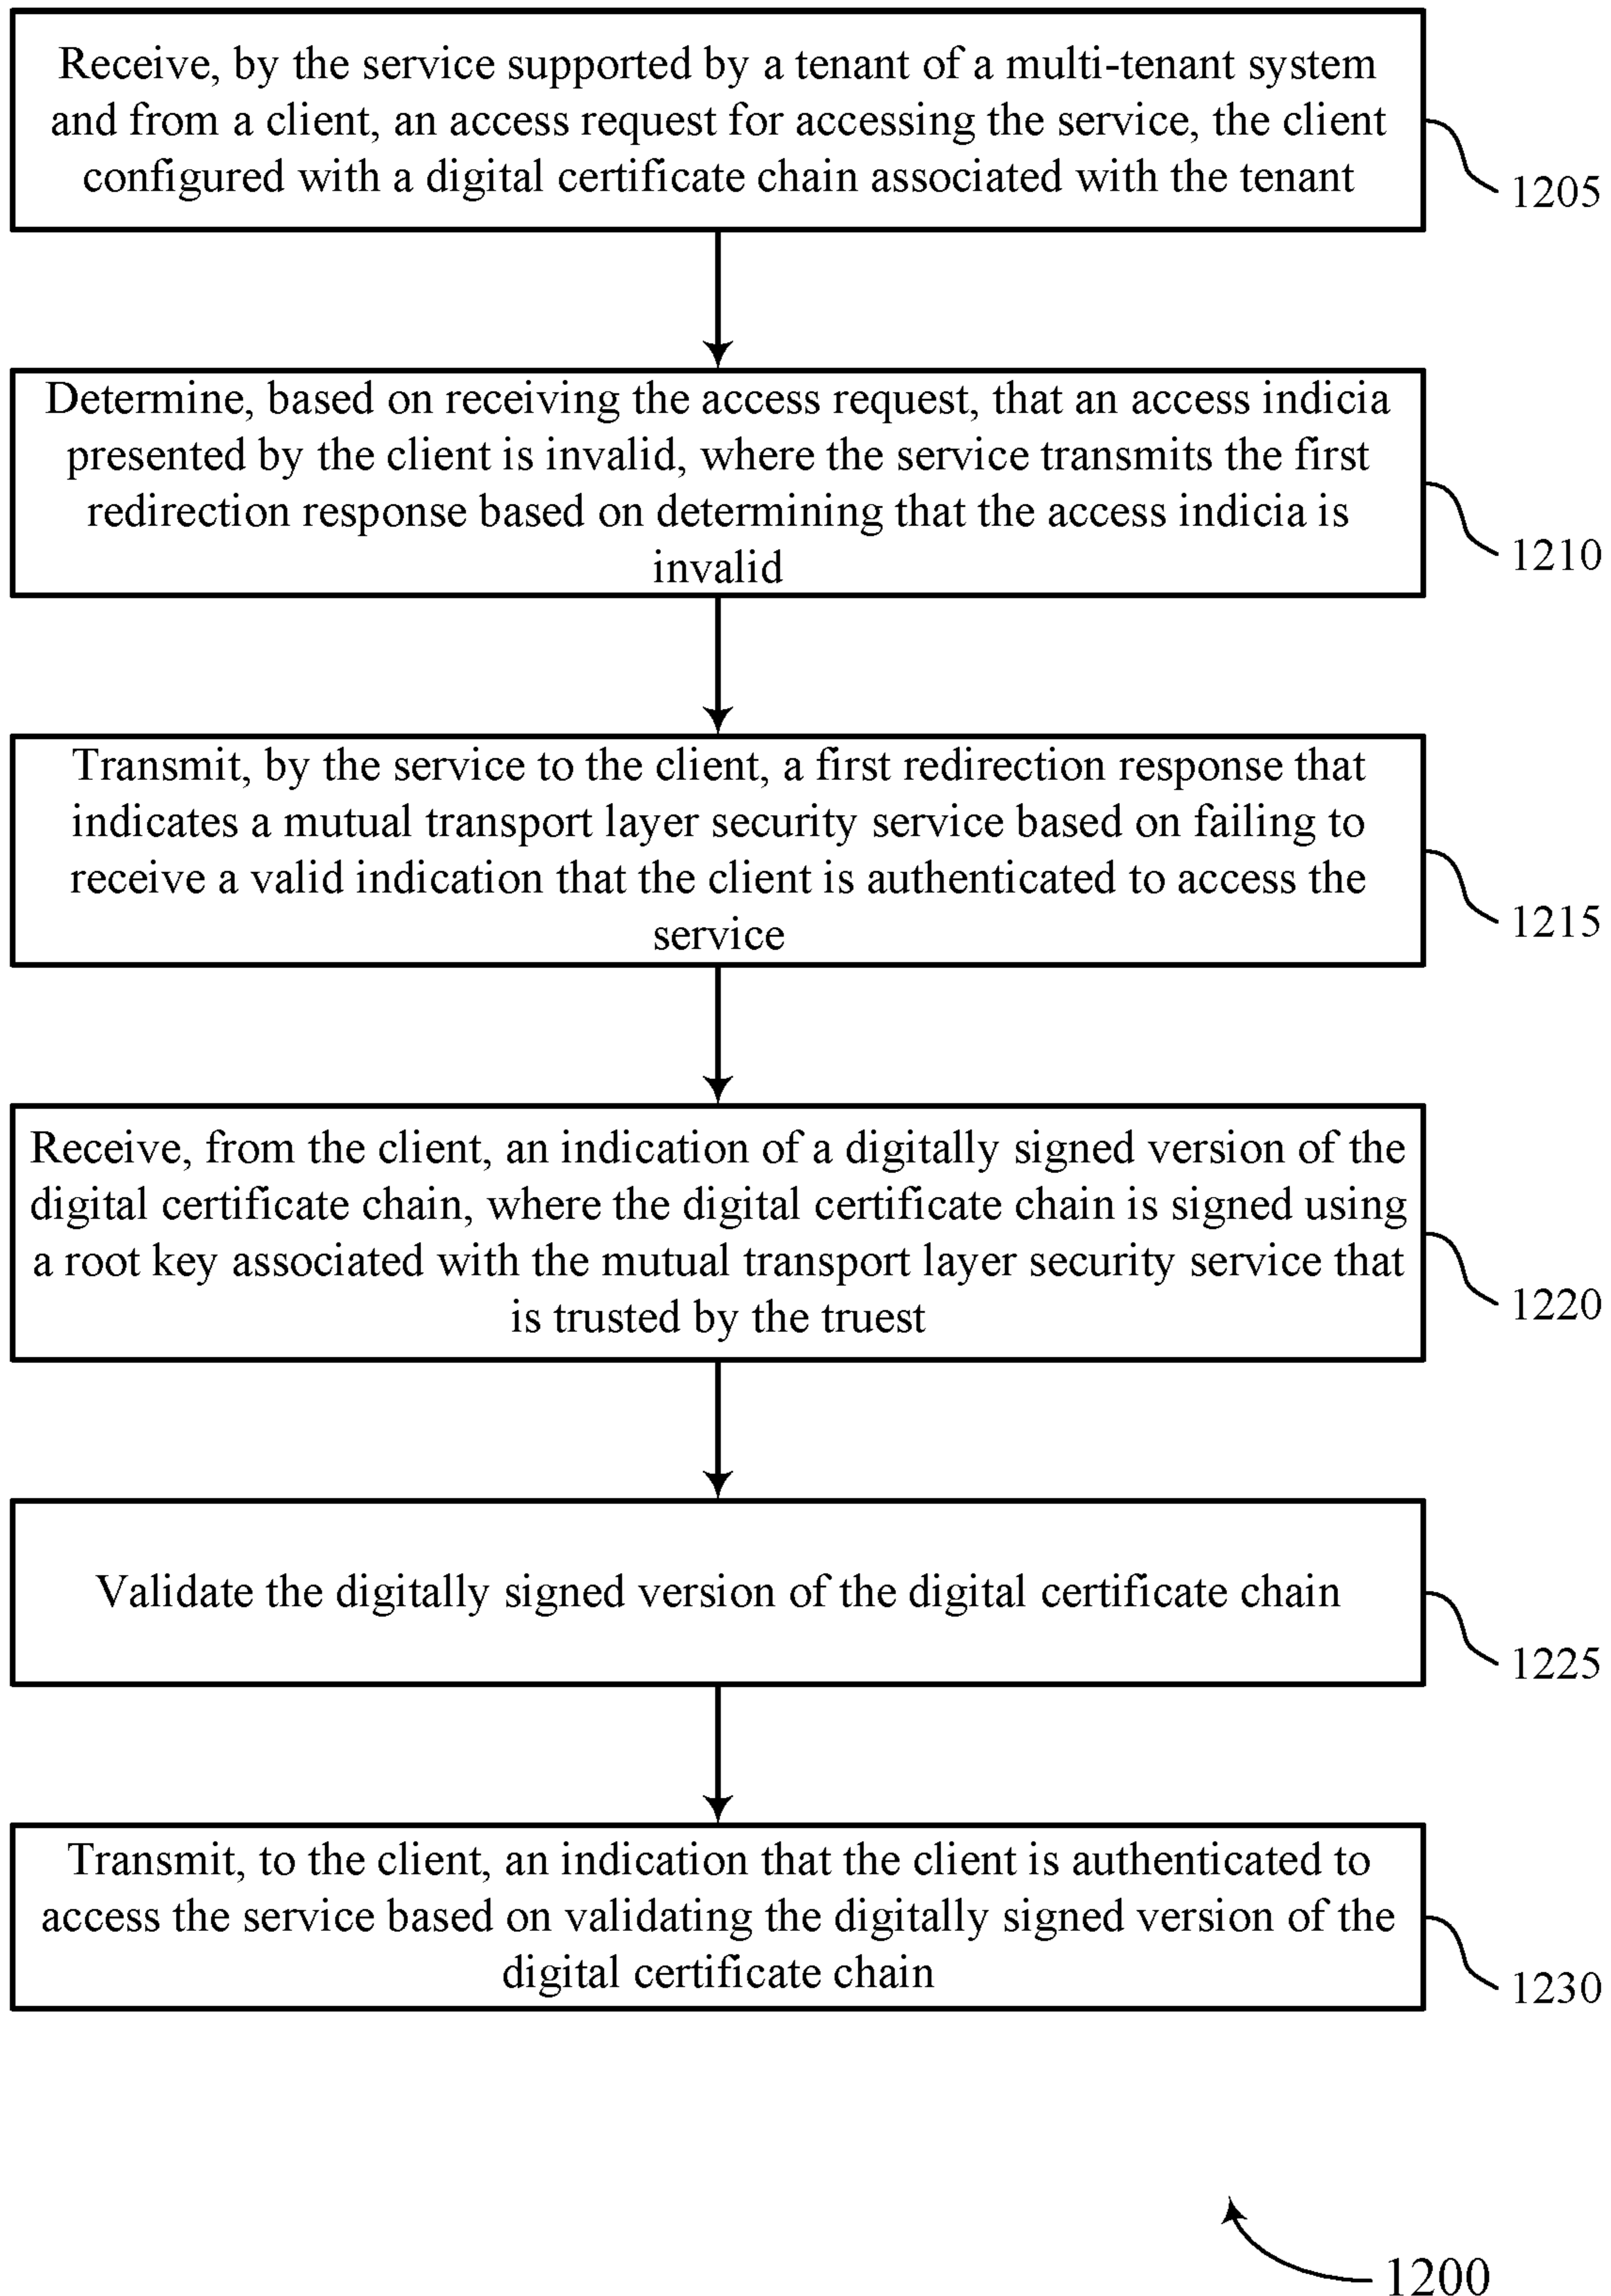 Receive, by the service supported by a tenant of a multi-tenant system
and from a client, an access request for accessing the service, the client
configured with a digital certificate chain associated with the tenant
1205
Determine, based on receiving the access request, that an access indicia
presented by the client is invalid, where the service transmits the first
redirection response based on determining that the access indicia is
invalid
1210
Transmit, by the service to the client, a first redirection response that
indicates a mutual transport layer security service based on failing to
receive a valid indication that the client is authenticated to access the
service
1215
Receive, from the client, an indication of a digitally signed version of the
digital certificate chain, where the digital certificate chain is signed using
a root key associated with the mutual transport layer security service that
is trusted by the truest
1220
Validate the digitally signed version of the digital certificate chain
1225
Transmit, to the client, an indication that the client is authenticated to
access the service based on validating the digitally signed version of the
digital certificate chain
1230
1200